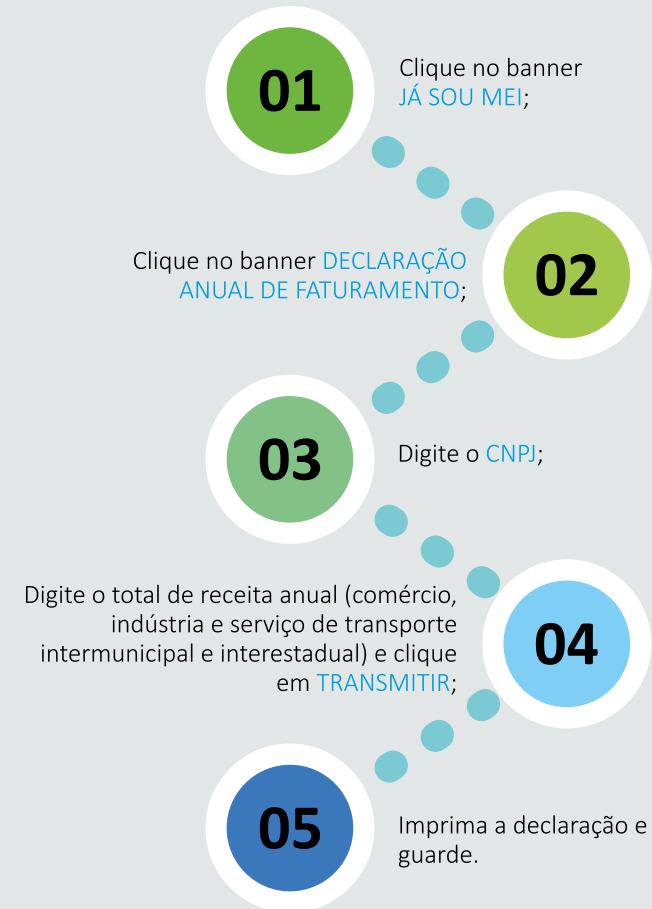 01
Clique no banner
JÁ SOU MEI;
02
Clique no banner DECLARAÇÃO
ANUAL DE FATURAMENTO;
03
Digite o CNPJ;
04
Digite o total de receita anual (comércio,
indústria e serviço de transporte
intermunicipal e interestadual) e clique
em TRANSMITIR;
05
Imprima a declaração e
guarde.